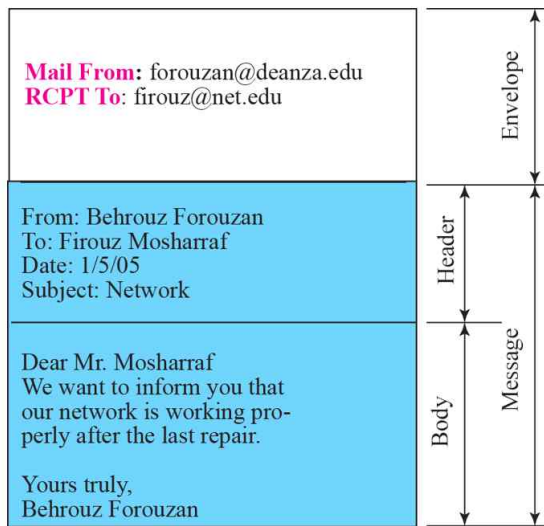 Mail From: forouzan@deanza.edu
RCPT To: firouz@net.edu
Envelope
From: Behrouz Forouzan
To: Firouz Mosharraf
Date: 1/5/05
Subject: Network
Header
Dear Mr. Mosharraf
We want to inform you that
our network is working pro-
perly after the last repair.
Yours truly,
Behrouz Forouzan
Body
Message